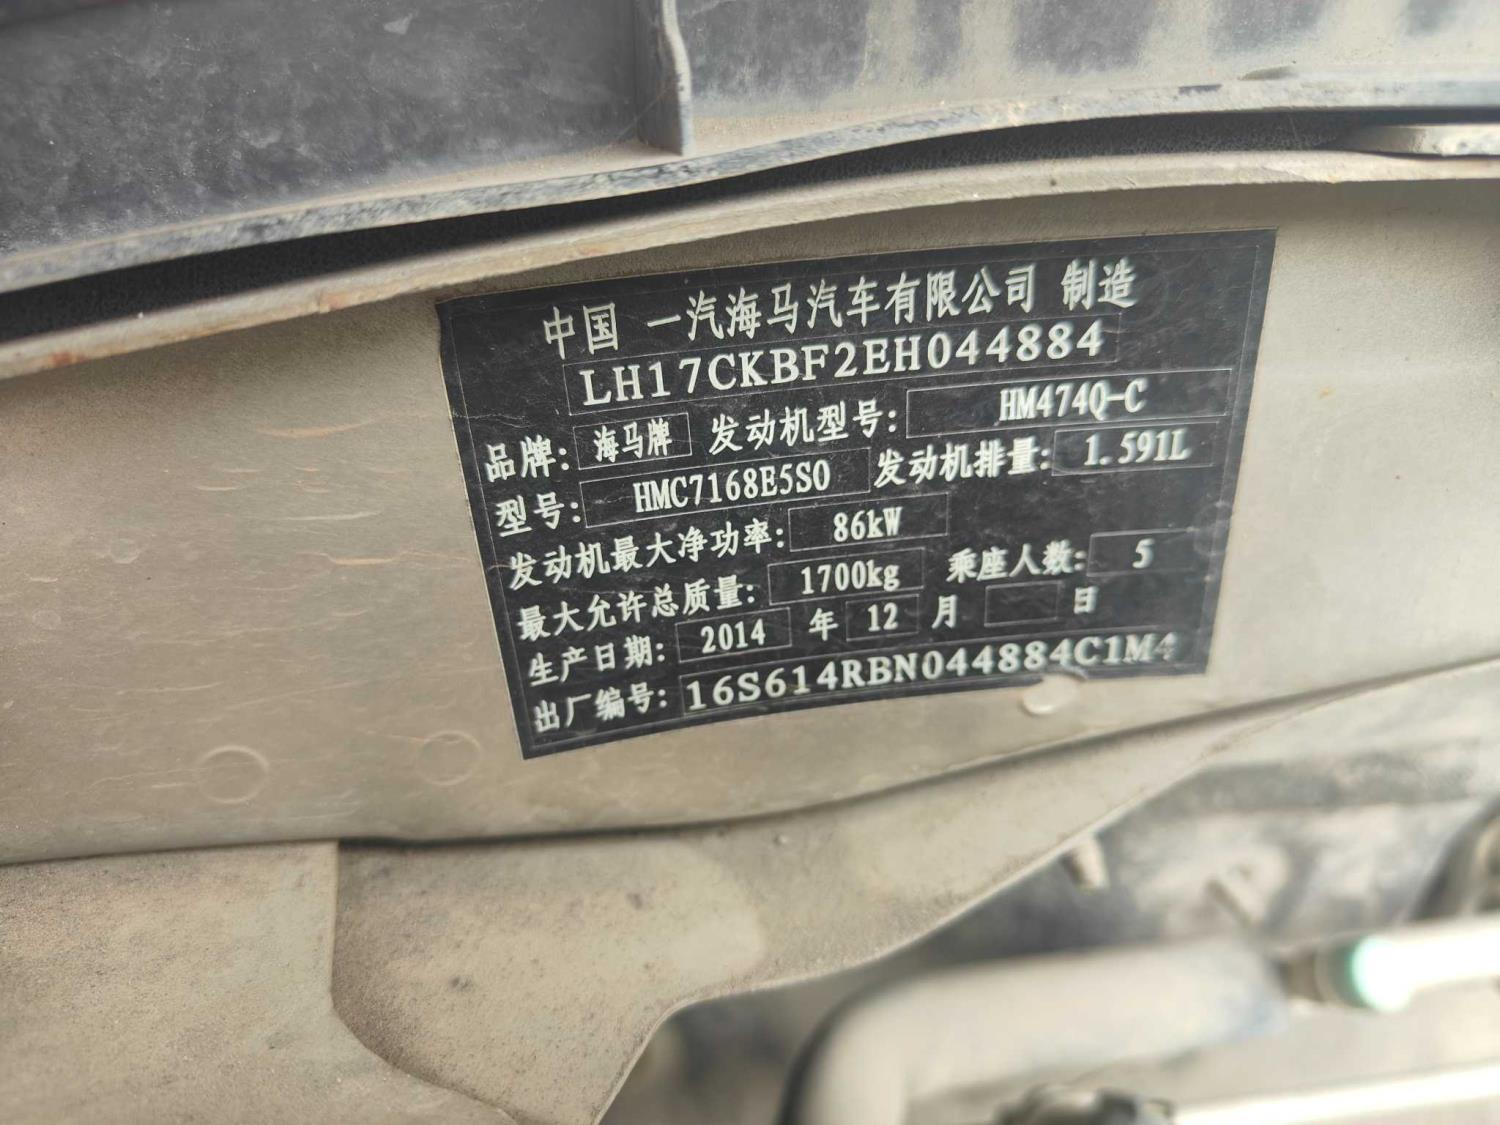 中国 一汽海马汽车有限公司 制造
LH17CKBF2EH044884
品牌: 海马牌 发动机型号: HM474Q-C
型号: HMC7168E5S0 发动机排量: 1.591L
发动机最大净功率: 86kW
最大允许总质量: 1700kg 乘座人数: 5
生产日期: 2014 年 12 月 日
出厂编号: 16S614RBN044884C1M4